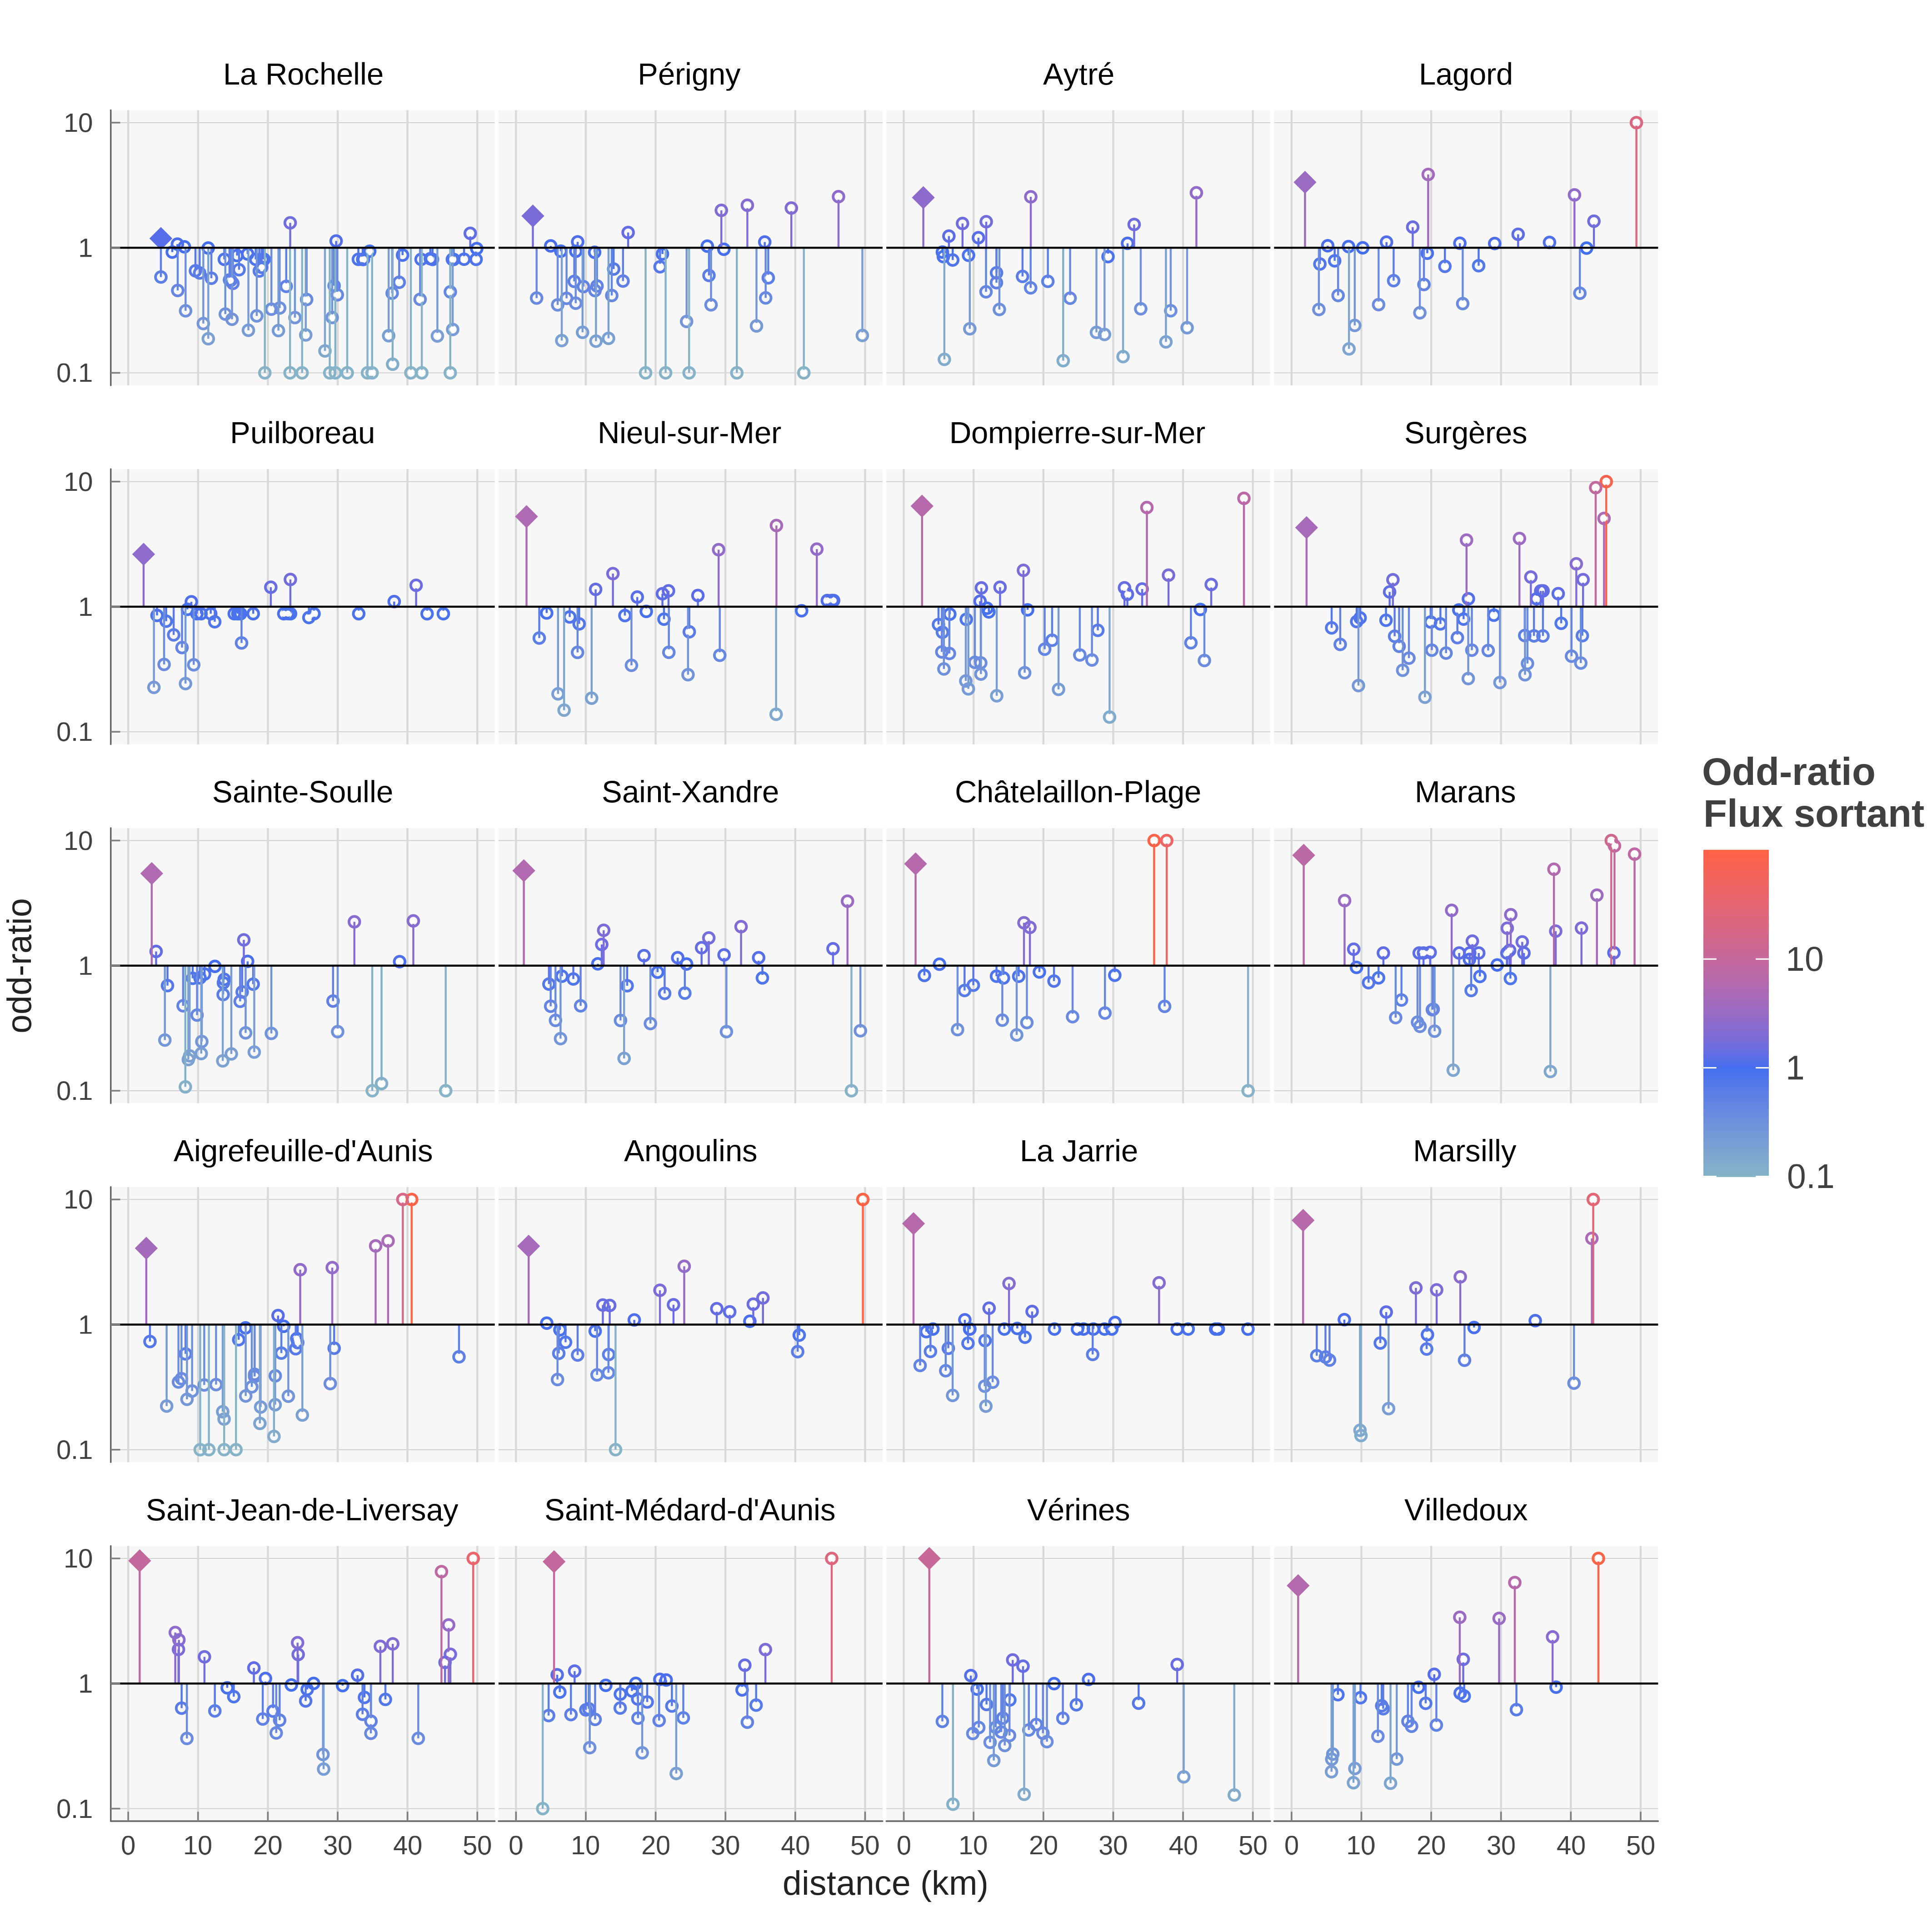 La Rochelle
Périgny
Aytré
Lagord
10
1
0.1
Puilboreau
Nieul-sur-Mer
Dompierre-sur-Mer
Surgères
10
1
0.1
Sainte-Soulle
Saint-Xandre
Châtelaillon-Plage
Marans
10
1
0.1
Aigrefeuille-d'Aunis
Angoulins
La Jarrie
Marsilly
10
1
0.1
Saint-Jean-de-Liversay
Saint-Médard-d'Aunis
Vérines
Villedoux
10
1
0.1
0 10 20 30 40 50
0 10 20 30 40 50
0 10 20 30 40 50
0 10 20 30 40 50
distance (km)
odd-ratio
Odd-ratio
Flux sortant
10
1
0.1